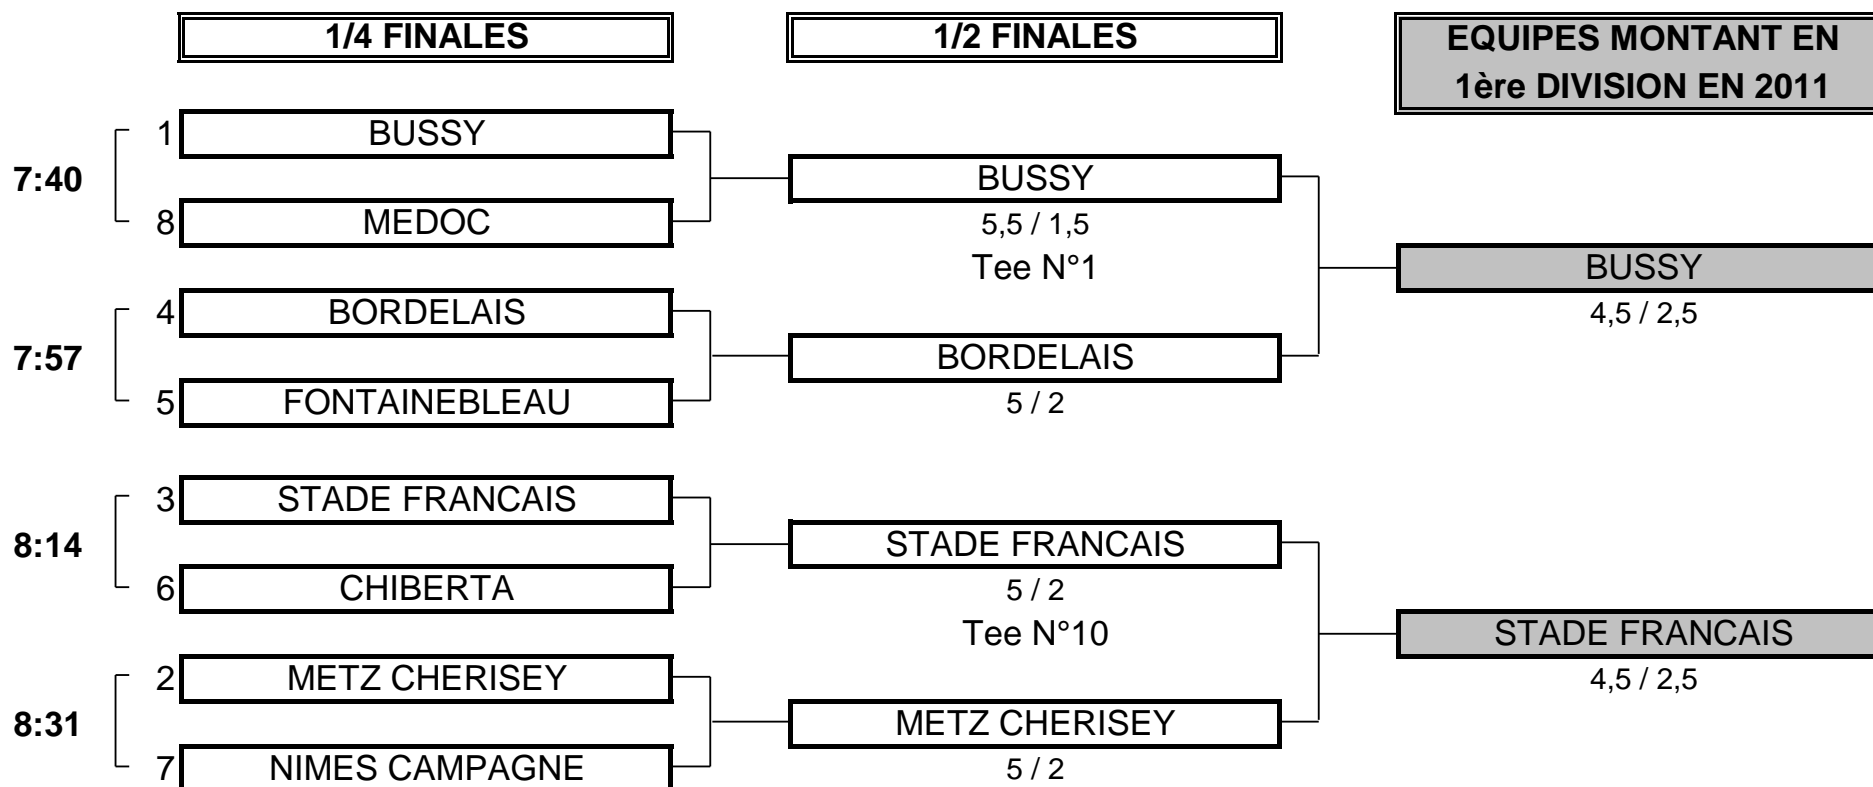 1/4 FINALES
1/2 FINALES
EQUIPES MONTANT EN
1ère DIVISION EN 2011
7:40
1 BUSSY
8 MEDOC
7:57
4 BORDELAIS
5 FONTAINEBLEAU
8:14
3 STADE FRANCAIS
6 CHIBERTA
8:31
2 METZ CHERISEY
7 NIMES CAMPAGNE
BUSSY
5,5 / 1,5
Tee N°1
BORDELAIS
5 / 2
STADE FRANCAIS
5 / 2
Tee N°10
METZ CHERISEY
5 / 2
BUSSY
4,5 / 2,5
STADE FRANCAIS
4,5 / 2,5